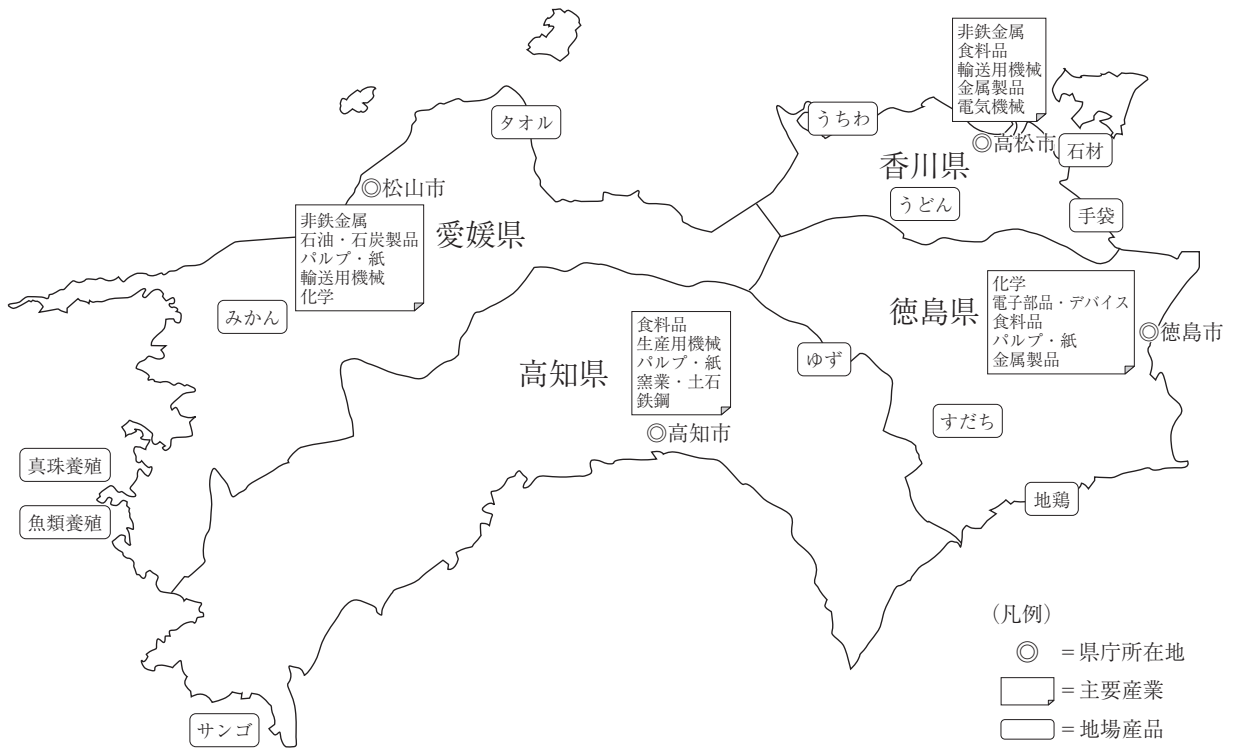 非鉄金属
食料品
輸送用機械
金属製品
電気機械
うちわ
タオル
◎高松市
石材
香川県
◎松山市
うどん
手袋
非鉄金属
石油・石炭製品
パルプ・紙
輸送用機械
化学
愛媛県
みかん
化学
電子部品・デバイス
食料品
パルプ・紙
金属製品
徳島県
◎徳島市
食料品
生産用機械
パルプ・紙
窯業・土石
鉄鋼
高知県
ゆず
◎高知市
すだち
真珠養殖
魚類養殖
地鶏
サンゴ
（凡例）
◎ ＝県庁所在地
＝主要産業
＝地場産品